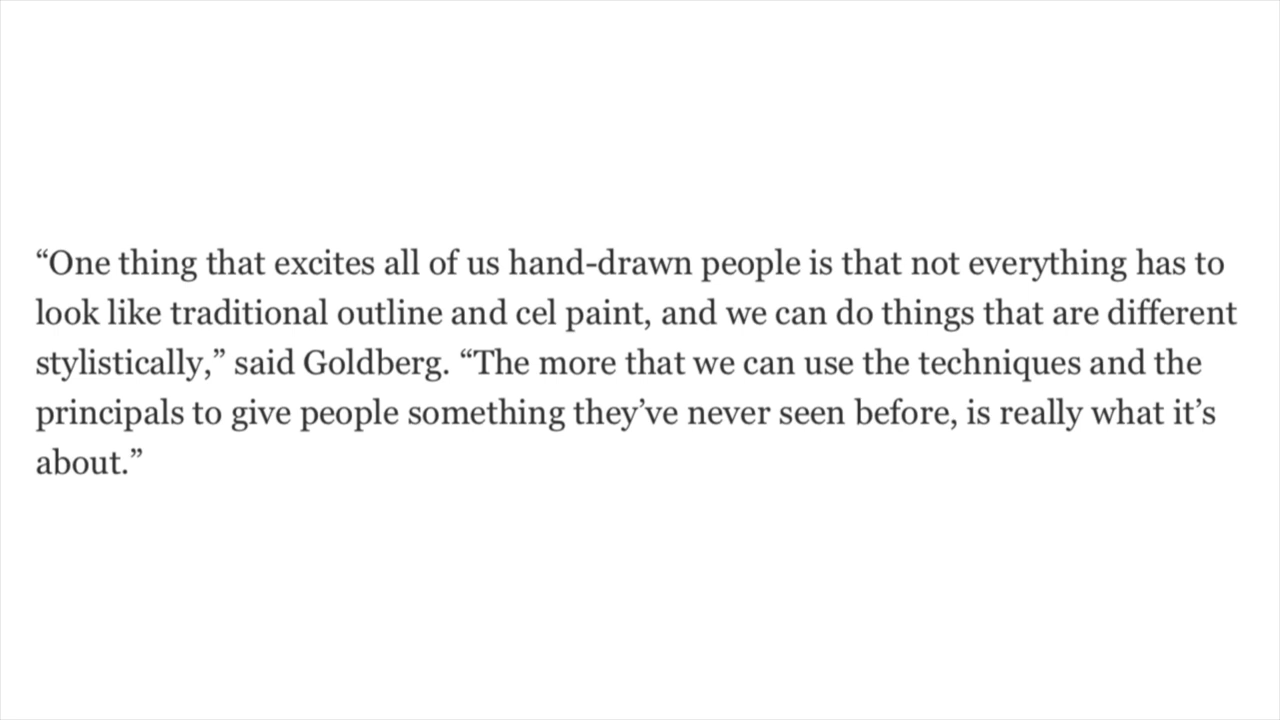 “One thing that excites all of us hand-drawn people is that not everything has to
look like traditional outline and cel paint, and we can do things that are different
stylistically,” said Goldberg. “The more that we can use the techniques and the
principals to give people something they’ve never seen before, is really what it’s
about.”